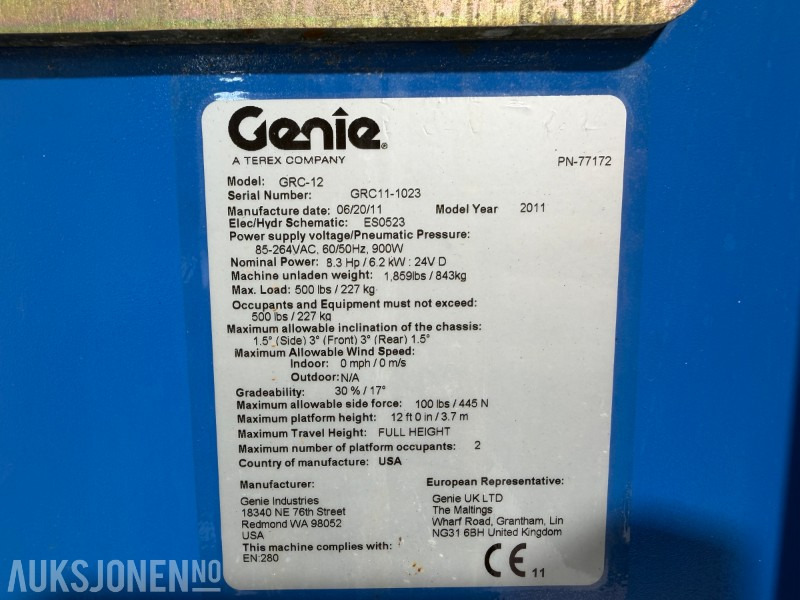 Genie
A TEREX COMPANY
PN-77172
Model: GRC-12
Serial Number: GRC11-1023
Manufacture date: 06/20/11 Model Year 2011
Elec/Hydr Schematic: ES0523
Power supply voltage/Pneumatic Pressure:
85-264VAC, 60/50Hz, 900W
Nominal Power: 8.3 Hp / 6.2 kW : 24V D
Machine unladen weight: 1,859lbs / 843kg
Max. Load: 500 lbs / 227 kg
Occupants and Equipment must not exceed:
500 lbs / 227 kg
Maximum allowable inclination of the chassis:
1.5° (Side) 3° (Front) 3° (Rear) 1.5°
Maximum Allowable Wind Speed:
Indoor: 0 mph / 0 m/s
Outdoor: N/A
Gradeability: 30 % / 17°
Maximum allowable side force: 100 lbs / 445 N
Maximum platform height: 12 ft 0 in / 3.7 m
Maximum Travel Height: FULL HEIGHT
Maximum number of platform occupants: 2
Country of manufacture: USA
Manufacturer:
Genie Industries
18340 NE 76th Street
Redmond WA 98052
USA
This machine complies with:
EN:280
European Representative:
Genie UK LTD
The Maltings
Wharf Road, Grantham, Lin
NG31 6BH United Kingdom
CE 11
AUKSJONEN.NO